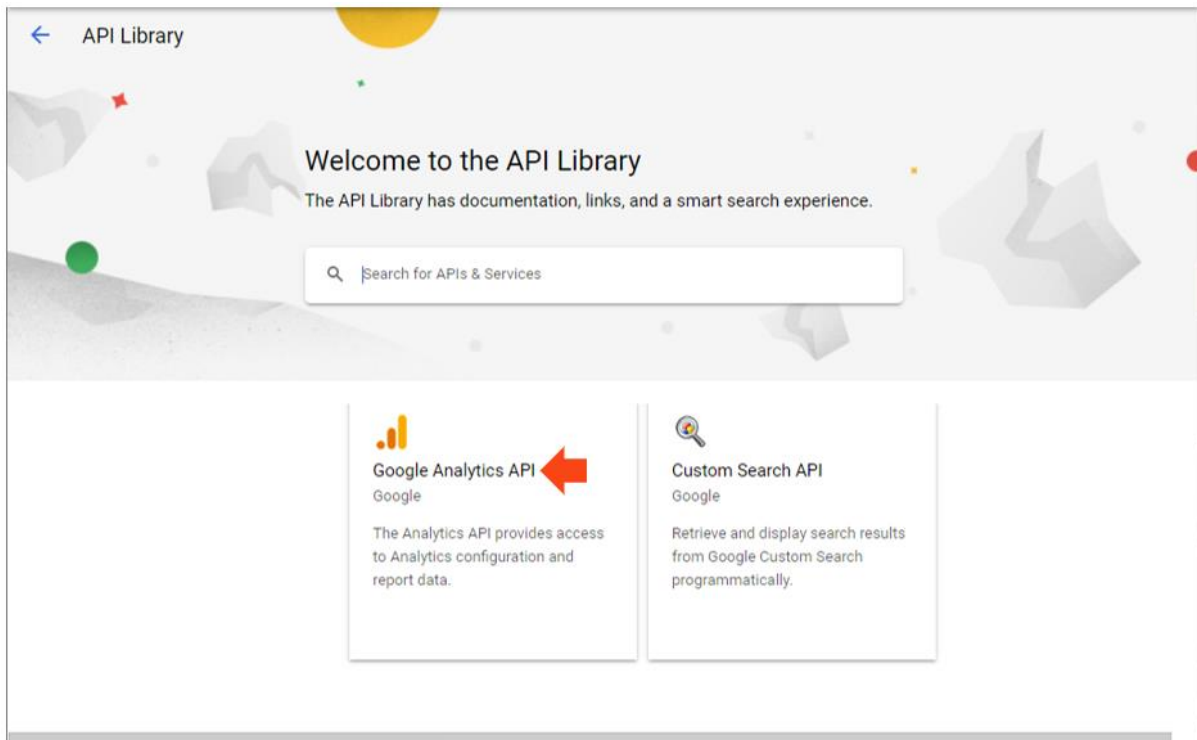 API Library
Welcome to the API Library
The API Library has documentation, links, and a smart search experience.
Search for APIs & Services
Google Analytics API
Google
The Analytics API provides access
to Analytics configuration and
report data.
Custom Search API
Google
Retrieve and display search results
from Google Custom Search
programmatically.